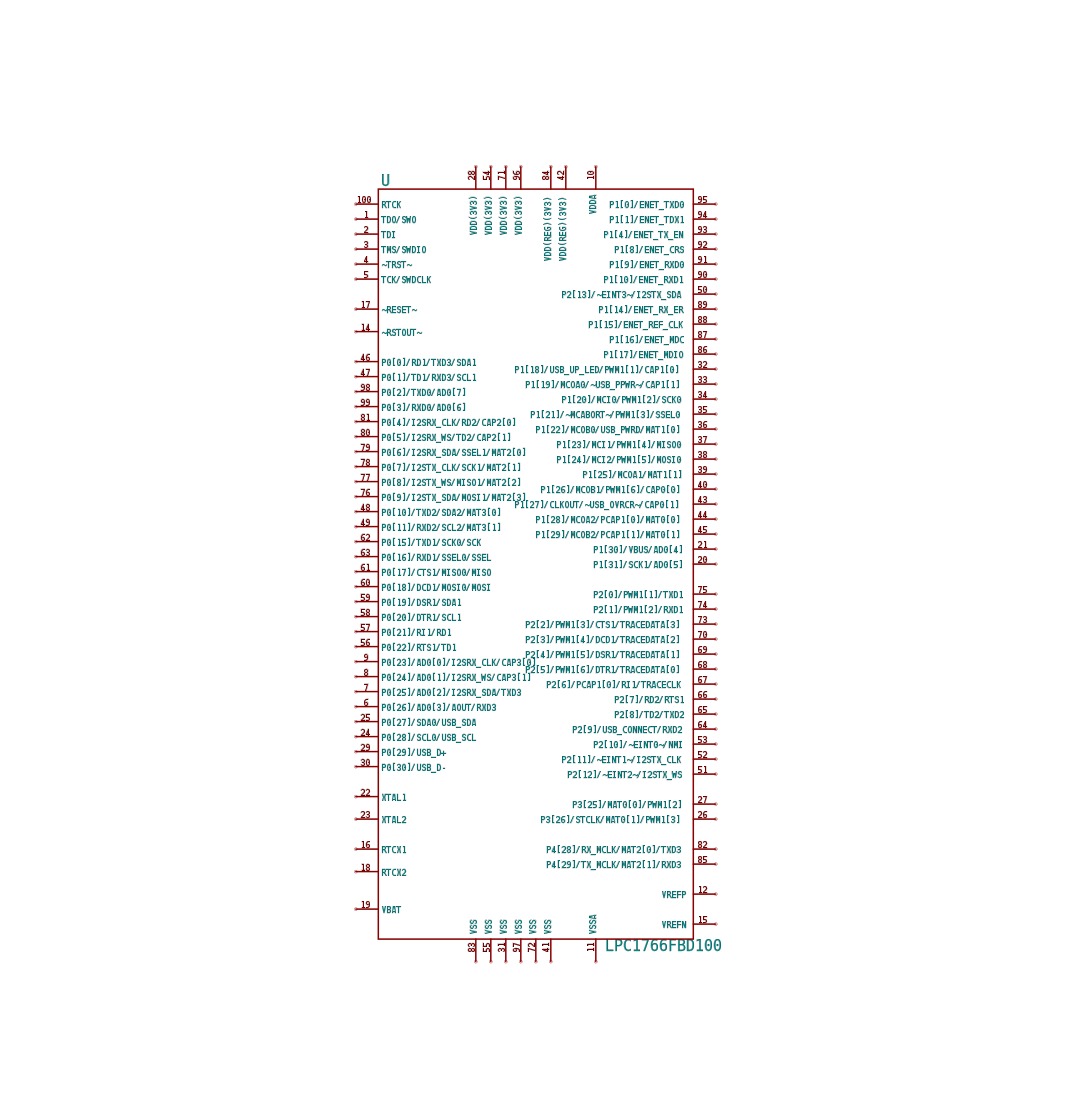 U
28 54 71 96 84 42 10
VDD(3V3) VDD(3V3) VDD(3V3) VDD(3V3) VDD(REG)(3V3) VDD(REG)(3V3) VDDA
100 RTCK
1 TDO/SWO
2 TDI
3 TMS/SWDIO
4 ~TRST~
5 TCK/SWDCLK
17 ~RESET~
14 ~RSTOUT~
46 P0[0]/RD1/TXD3/SDA1
47 P0[1]/TD1/RXD3/SCL1
98 P0[2]/TXD0/AD0[7]
99 P0[3]/RXD0/AD0[6]
81 P0[4]/I2SRX_CLK/RD2/CAP2[0]
80 P0[5]/I2SRX_WS/TD2/CAP2[1]
79 P0[6]/I2SRX_SDA/SSEL1/MAT2[0]
78 P0[7]/I2STX_CLK/SCK1/MAT2[1]
77 P0[8]/I2STX_WS/MISO1/MAT2[2]
76 P0[9]/I2STX_SDA/MOSI1/MAT2[3]
48 P0[10]/TXD2/SDA2/MAT3[0]
49 P0[11]/RXD2/SCL2/MAT3[1]
62 P0[15]/TXD1/SCK0/SCK
63 P0[16]/RXD1/SSEL0/SSEL
61 P0[17]/CTS1/MISO0/MISO
60 P0[18]/DCD1/MOSI0/MOSI
59 P0[19]/DSR1/SDA1
58 P0[20]/DTR1/SCL1
57 P0[21]/RI1/RD1
56 P0[22]/RTS1/TD1
9 P0[23]/AD0[0]/I2SRX_CLK/CAP3[0]
8 P0[24]/AD0[1]/I2SRX_WS/CAP3[1]
7 P0[25]/AD0[2]/I2SRX_SDA/TXD3
6 P0[26]/AD0[3]/AOUT/RXD3
25 P0[27]/SDA0/USB_SDA
24 P0[28]/SCL0/USB_SCL
29 P0[29]/USB_D+
30 P0[30]/USB_D-
22 XTAL1
23 XTAL2
16 RTCX1
18 RTCX2
19 VBAT
P1[0]/ENET_TXD0 95
P1[1]/ENET_TDX1 94
P1[4]/ENET_TX_EN 93
P1[8]/ENET_CRS 92
P1[9]/ENET_RXD0 91
P1[10]/ENET_RXD1 90
P2[13]/~EINT3~/I2STX_SDA 50
P1[14]/ENET_RX_ER 89
P1[15]/ENET_REF_CLK 88
P1[16]/ENET_MDC 87
P1[17]/ENET_MDIO 86
P1[18]/USB_UP_LED/PWM1[1]/CAP1[0] 32
P1[19]/MCOA0/~USB_PPWR~/CAP1[1] 33
P1[20]/MCI0/PWM1[2]/SCK0 34
P1[21]/~MCABORT~/PWM1[3]/SSEL0 35
P1[22]/MCOB0/USB_PWRD/MAT1[0] 36
P1[23]/MCI1/PWM1[4]/MISO0 37
P1[24]/MCI2/PWM1[5]/MOSI0 38
P1[25]/MCOA1/MAT1[1] 39
P1[26]/MCOB1/PWM1[6]/CAP0[0] 40
P1[27]/CLKOUT/~USB_OVRCR~/CAP0[1] 43
P1[28]/MCOA2/PCAP1[0]/MAT0[0] 44
P1[29]/MCOB2/PCAP1[1]/MAT0[1] 45
P1[30]/VBUS/AD0[4] 21
P1[31]/SCK1/AD0[5] 20
P2[0]/PWM1[1]/TXD1 75
P2[1]/PWM1[2]/RXD1 74
P2[2]/PWM1[3]/CTS1/TRACEDATA[3] 73
P2[3]/PWM1[4]/DCD1/TRACEDATA[2] 70
P2[4]/PWM1[5]/DSR1/TRACEDATA[1] 69
P2[5]/PWM1[6]/DTR1/TRACEDATA[0] 68
P2[6]/PCAP1[0]/RI1/TRACECLK 67
P2[7]/RD2/RTS1 66
P2[8]/TD2/TXD2 65
P2[9]/USB_CONNECT/RXD2 64
P2[10]/~EINT0~/NMI 53
P2[11]/~EINT1~/I2STX_CLK 52
P2[12]/~EINT2~/I2STX_WS 51
P3[25]/MAT0[0]/PWM1[2] 27
P3[26]/STCLK/MAT0[1]/PWM1[3] 26
P4[28]/RX_MCLK/MAT2[0]/TXD3 82
P4[29]/TX_MCLK/MAT2[1]/RXD3 85
VREFP 12
VREFN 15
VSS VSS VSS VSS VSS VSS VSSA
83 55 31 97 72 41 11
LPC1766FBD100